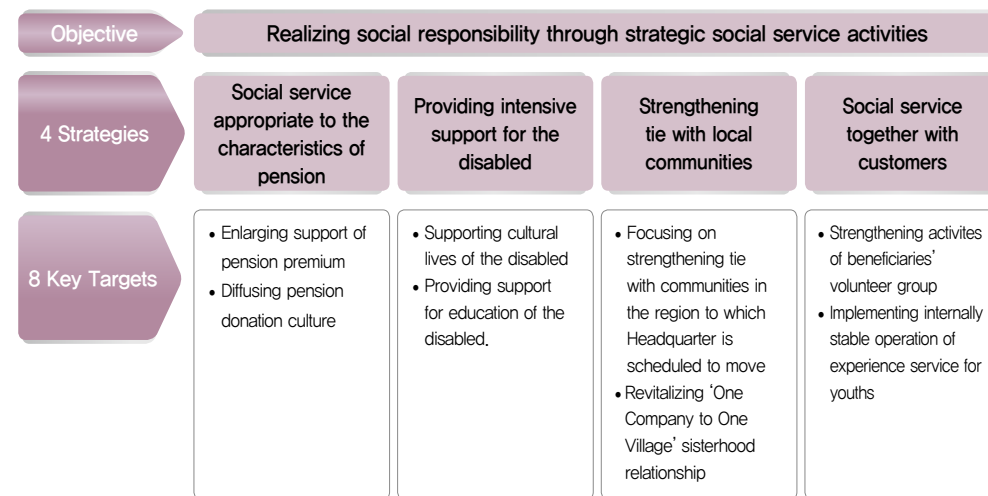 Objective
Realizing social responsibility through strategic social service activities
4 Strategies
Social service
appropriate to the
characteristics of
pension
Providing intensive
support for the
disabled
Strengthening
tie with local
communities
Social service
together with
customers
8 Key Targets
• Enlarging support of
pension premium
• Diffusing pension
donation culture
• Supporting cultural
lives of the disabled
• Providing support
for education of the
disabled.
• Focusing on
strengthening tie
with communities in
the region to which
Headquarter is
scheduled to move
• Revitalizing ‘One
Company to One
Village’ sisterhood
relationship
• Strengthening activites
of beneficiaries’
volunteer group
• Implementing internally
stable operation of
experience service for
youths